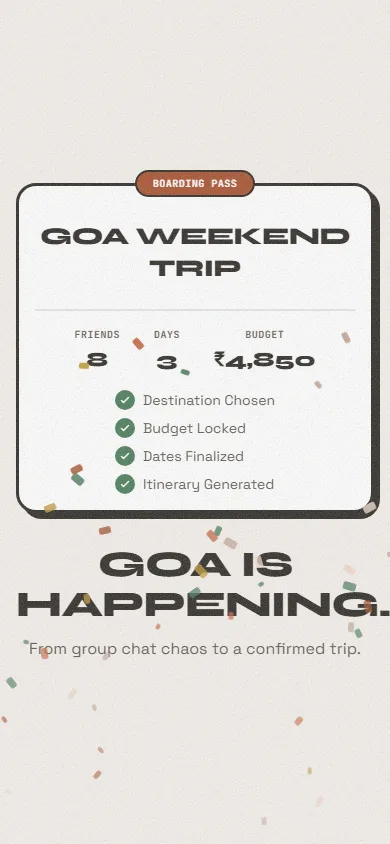 BOARDING PASS
GOA WEEKEND
TRIP
FRIENDS DAYS BUDGET
8 3 ₹4,850
Destination Chosen
Budget Locked
Dates Finalized
Itinerary Generated
GOA IS
HAPPENING.
From group chat chaos to a confirmed trip.